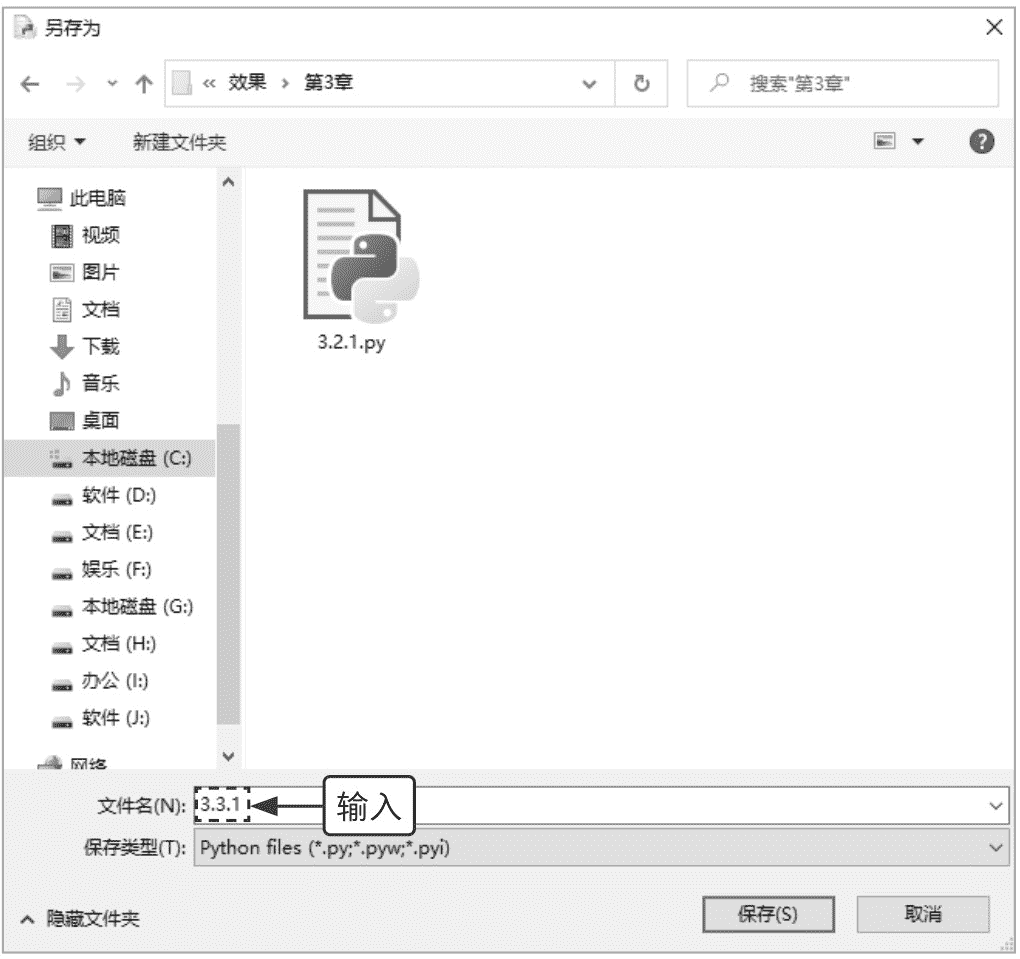 另存为
« 效果 › 第3章
搜索"第3章"
组织
新建文件夹
此电脑
视频
图片
文档
下载
音乐
桌面
本地磁盘 (C:)
软件 (D:)
文档 (E:)
娱乐 (F:)
本地磁盘 (G:)
文档 (H:)
办公 (I:)
软件 (J:)
网络
3.2.1.py
文件名(N): 3.3.1
输入
保存类型(T): Python files (*.py;*.pyw;*.pyi)
隐藏文件夹
保存(S)
取消